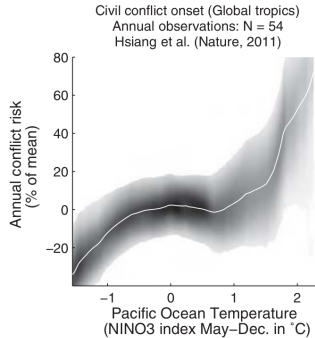 Civil conflict onset (Global tropics)
Annual observations: N = 54
Hsiang et al. (Nature, 2011)
Annual conflict risk
(% of mean)
80
60
40
20
0
−20
−1
0
1
2
Pacific Ocean Temperature
(NINO3 index May−Dec. in ˚C)